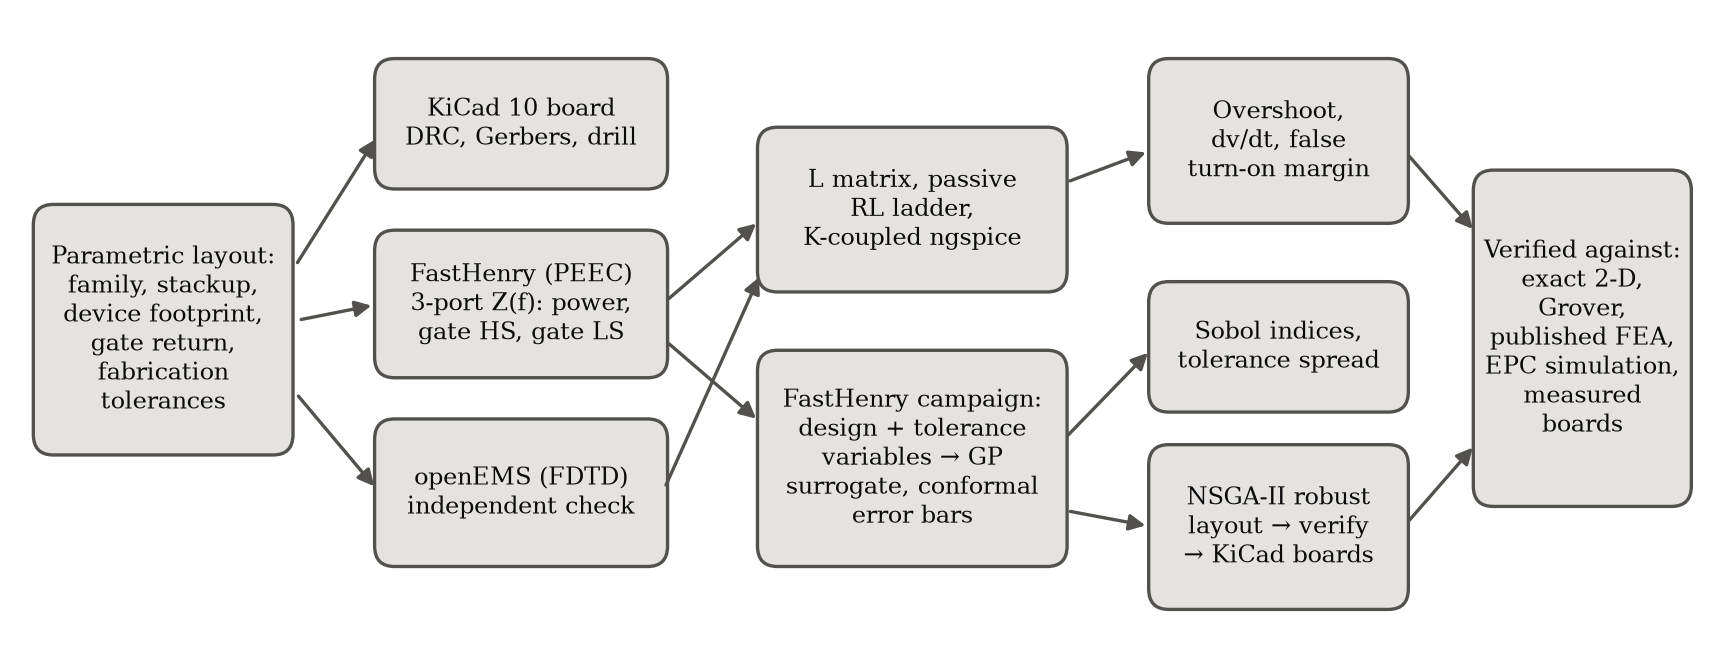 Parametric layout:
family, stackup,
device footprint,
gate return,
fabrication
tolerances
KiCad 10 board
DRC, Gerbers, drill
FastHenry (PEEC)
3-port Z(f): power,
gate HS, gate LS
openEMS (FDTD)
independent check
L matrix, passive
RL ladder,
K-coupled ngspice
FastHenry campaign:
design + tolerance
variables → GP
surrogate, conformal
error bars
Overshoot,
dv/dt, false
turn-on margin
Sobol indices,
tolerance spread
NSGA-II robust
layout → verify
→ KiCad boards
Verified against:
exact 2-D,
Grover,
published FEA,
EPC simulation,
measured
boards